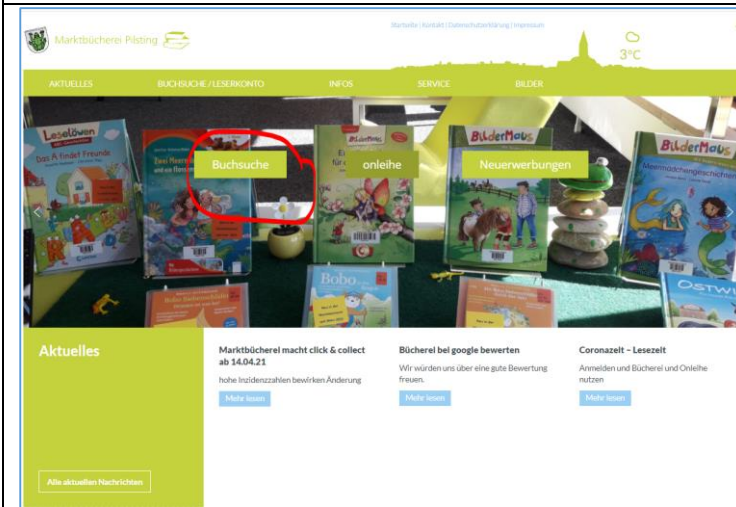 Marktbücherei Pilsting
Startseite | Kontakt | Datenschutzerklärung | Impressum
3°C
AKTUELLES
BUCHSUCHE / LESERKONTO
INFOS
SERVICE
BILDER
Leselöwen
Das A findet Freunde
Zwei Meermädchen
BilderMaus
BilderMaus
Meermädchengeschichten
Buchsuche
onleihe
Neuerwerbungen
Bobo
OSTWI
Aktuelles
Marktbücherei macht click & collect
ab 14.04.21
hohe Inzidenzzahlen bewirken Änderung
Mehr lesen
Bücherei bei google bewerten
Wir würden uns über eine gute Bewertung
freuen.
Mehr lesen
Coronazeit – Lesezeit
Anmelden und Bücherei und Onleihe
nutzen
Mehr lesen
Alle aktuellen Nachrichten